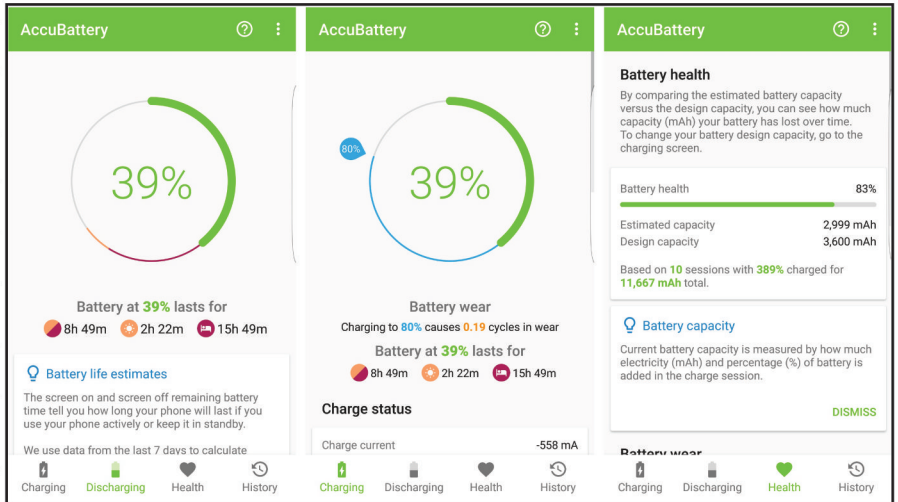 AccuBattery
39%
Battery at 39% lasts for
8h 49m 2h 22m 15h 49m
Battery life estimates
The screen on and screen off remaining battery
time tell you how long your phone will last if you
use your phone actively or keep it in standby.
We use data from the last 7 days to calculate
Charging Discharging Health History
AccuBattery
80%
39%
Battery wear
Charging to 80% causes 0.19 cycles in wear
Battery at 39% lasts for
8h 49m 2h 22m 15h 49m
Charge status
Charge current -558 mA
Charging Discharging Health History
AccuBattery
Battery health
By comparing the estimated battery capacity
versus the design capacity, you can see how much
capacity (mAh) your battery has lost over time.
To change your battery design capacity, go to the
charging screen.
Battery health 83%
Estimated capacity 2,999 mAh
Design capacity 3,600 mAh
Based on 10 sessions with 389% charged for
11,667 mAh total.
Battery capacity
Current battery capacity is measured by how much
electricity (mAh) and percentage (%) of battery is
added in the charge session.
DISMISS
Battery wear
Charging Discharging Health History